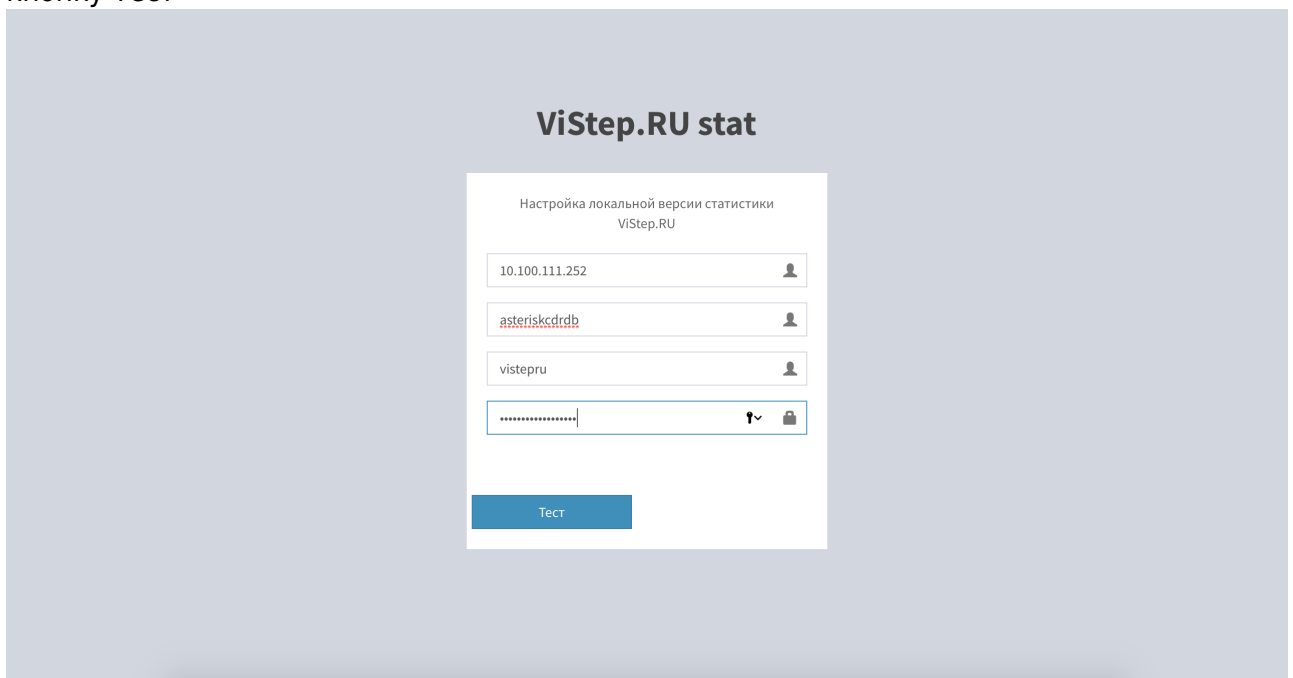 ViStep.RU stat
Настройка локальной версии статистики
ViStep.RU
10.100.111.252
asteriskcdrdb
vistepru
••••••••••••••••••
Тест